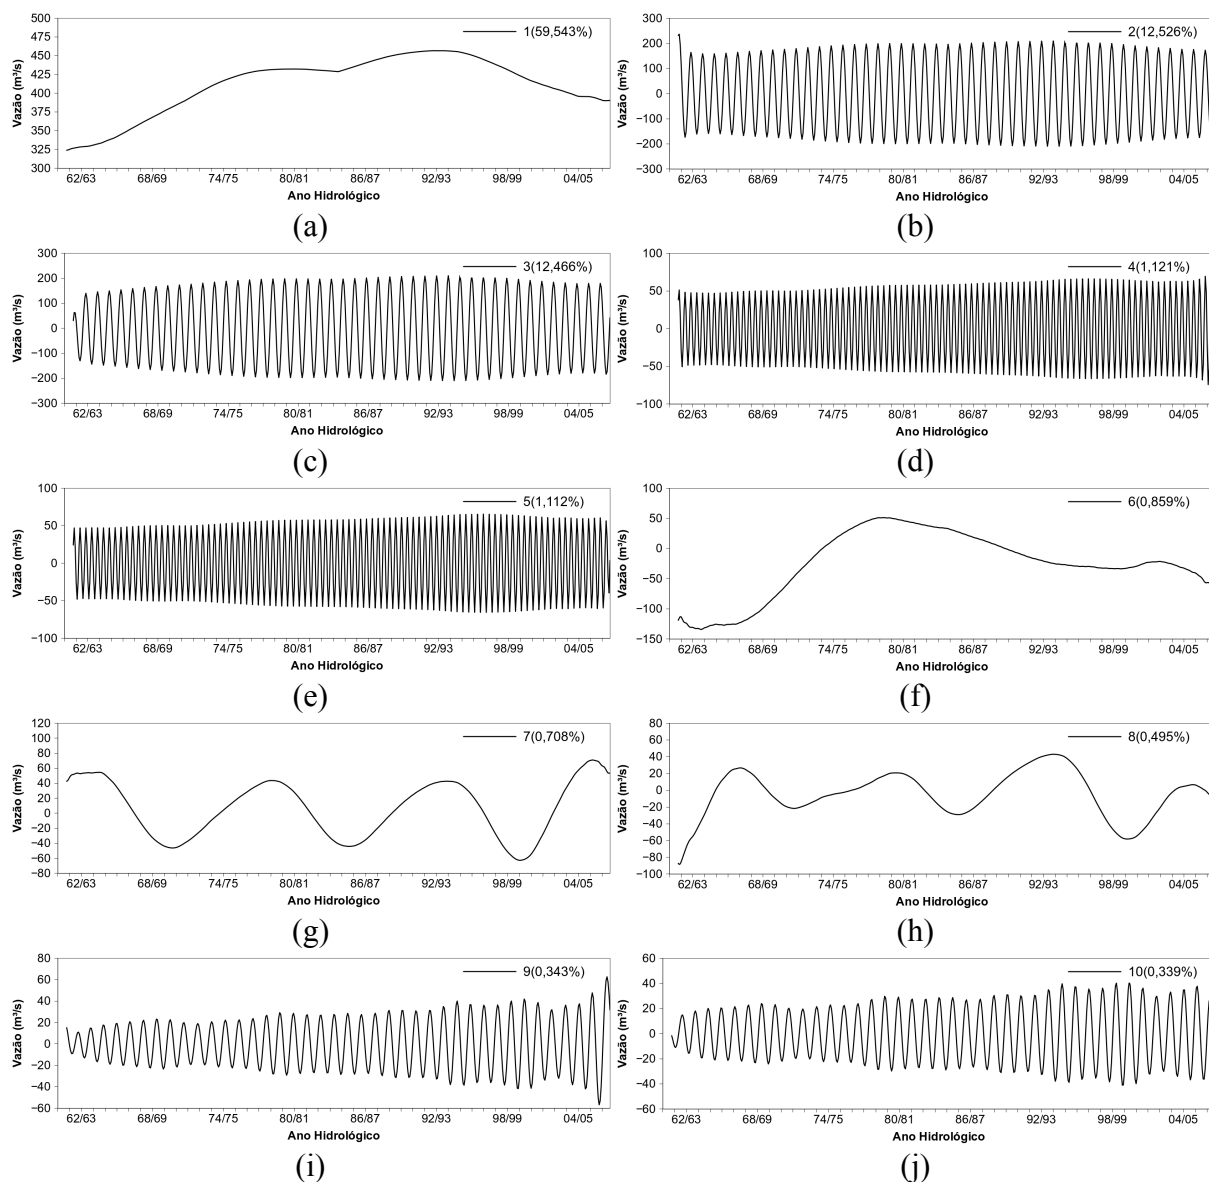 500
475
450
425
400
375
350
325
300
Vazão (m³/s)
1(59,543%)
62/63 68/69 74/75 80/81 86/87 92/93 98/99 04/05
Ano Hidrológico
(a)
300
200
100
0
−100
−200
−300
Vazão (m³/s)
2(12,526%)
62/63 68/69 74/75 80/81 86/87 92/93 98/99 04/05
Ano Hidrológico
(b)
300
200
100
0
−100
−200
−300
Vazão (m³/s)
3(12,466%)
62/63 68/69 74/75 80/81 86/87 92/93 98/99 04/05
Ano Hidrológico
(c)
100
50
0
−50
−100
Vazão (m³/s)
4(1,121%)
62/63 68/69 74/75 80/81 86/87 92/93 98/99 04/05
Ano Hidrológico
(d)
100
50
0
−50
−100
Vazão (m³/s)
5(1,112%)
62/63 68/69 74/75 80/81 86/87 92/93 98/99 04/05
Ano Hidrológico
(e)
100
50
0
−50
−100
−150
Vazão (m³/s)
6(0,859%)
62/63 68/69 74/75 80/81 86/87 92/93 98/99 04/05
Ano Hidrológico
(f)
120
100
80
60
40
20
0
−20
−40
−60
−80
Vazão (m³/s)
7(0,708%)
62/63 68/69 74/75 80/81 86/87 92/93 98/99 04/05
Ano Hidrológico
(g)
80
60
40
20
0
−20
−40
−60
−80
−100
Vazão (m³/s)
8(0,495%)
62/63 68/69 74/75 80/81 86/87 92/93 98/99 04/05
Ano Hidrológico
(h)
80
60
40
20
0
−20
−40
−60
Vazão (m³/s)
9(0,343%)
62/63 68/69 74/75 80/81 86/87 92/93 98/99 04/05
Ano Hidrológico
(i)
60
40
20
0
−20
−40
−60
Vazão (m³/s)
10(0,339%)
62/63 68/69 74/75 80/81 86/87 92/93 98/99 04/05
Ano Hidrológico
(j)